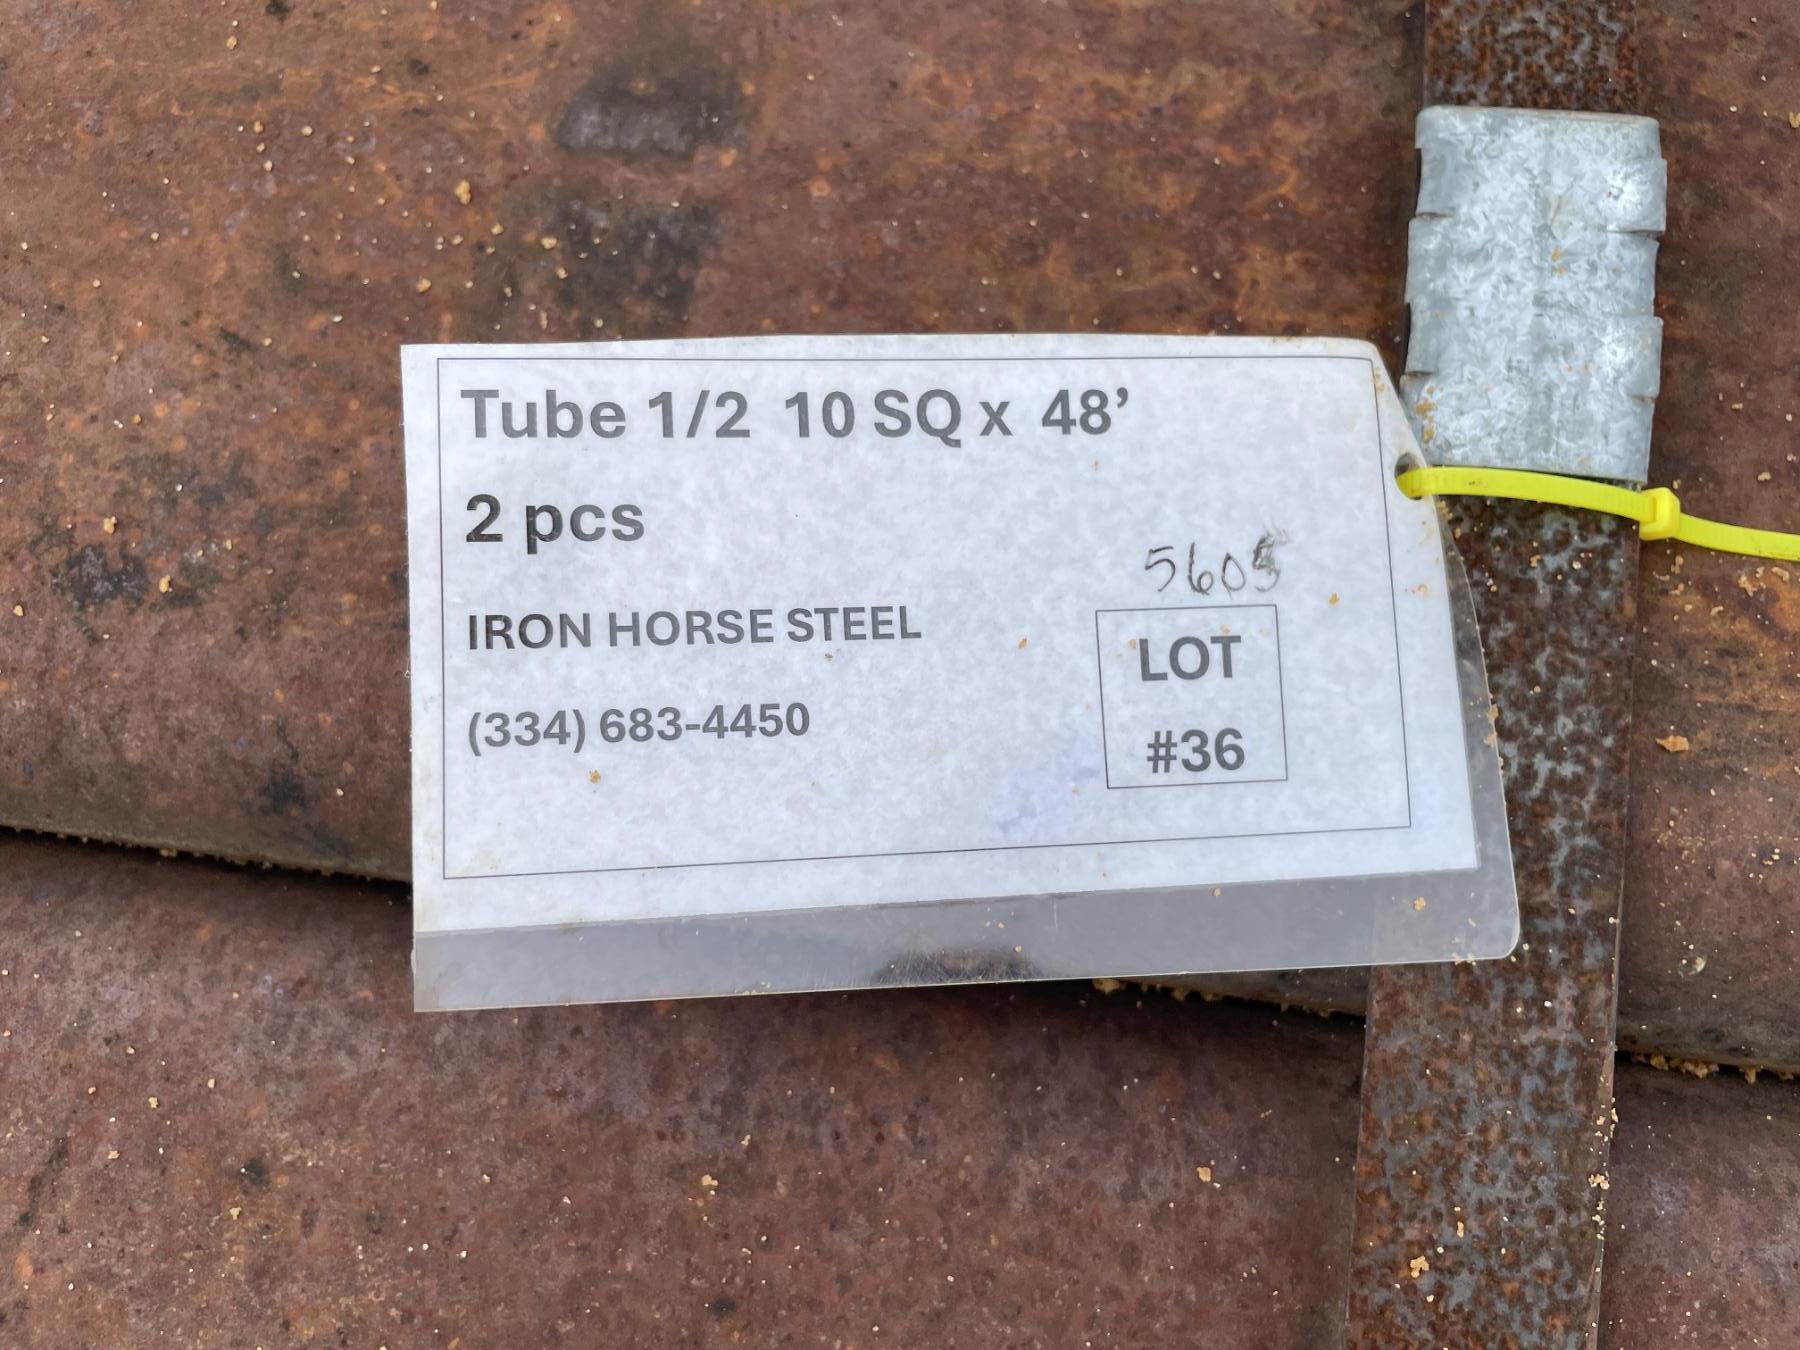 Tube 1/2 10 SQ x 48’
2 pcs
IRON HORSE STEEL
(334) 683-4450
5605
LOT
#36